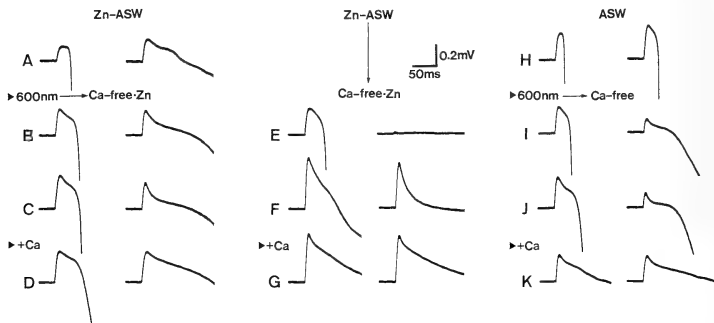 Zn-ASW
A
▸600nm → Ca-free·Zn
B
C
▸+Ca
D
Zn-ASW
0.2mV
50ms
Ca-free·Zn
E
F
▸+Ca
G
ASW
H
▸600nm → Ca-free
I
J
▸+Ca
K